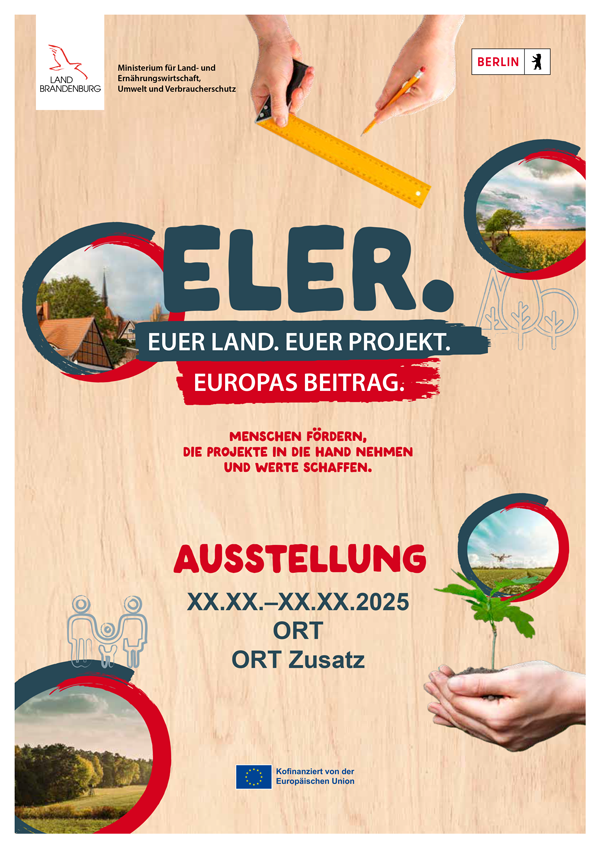 LAND
BRANDENBURG
Ministerium für Land- und
Ernährungswirtschaft,
Umwelt und Verbraucherschutz
BERLIN
ELER.
EUER LAND. EUER PROJEKT.
EUROPAS BEITRAG.
MENSCHEN FÖRDERN,
DIE PROJEKTE IN DIE HAND NEHMEN
UND WERTE SCHAFFEN.
AUSSTELLUNG
XX.XX.–XX.XX.2025
ORT
ORT Zusatz
Kofinanziert von der
Europäischen Union